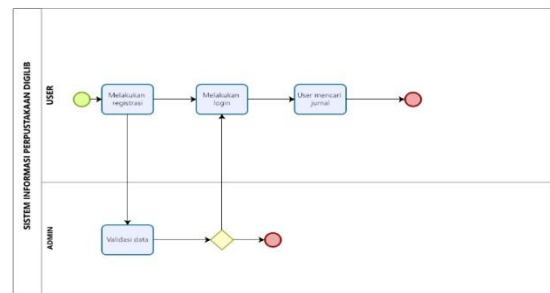 SISTEM INFORMASI PERPUSTAKAAN DIGILIB
USER
Melakukan
registrasi
Melakukan
login
User mencari
jurnal
ADMIN
Validasi data